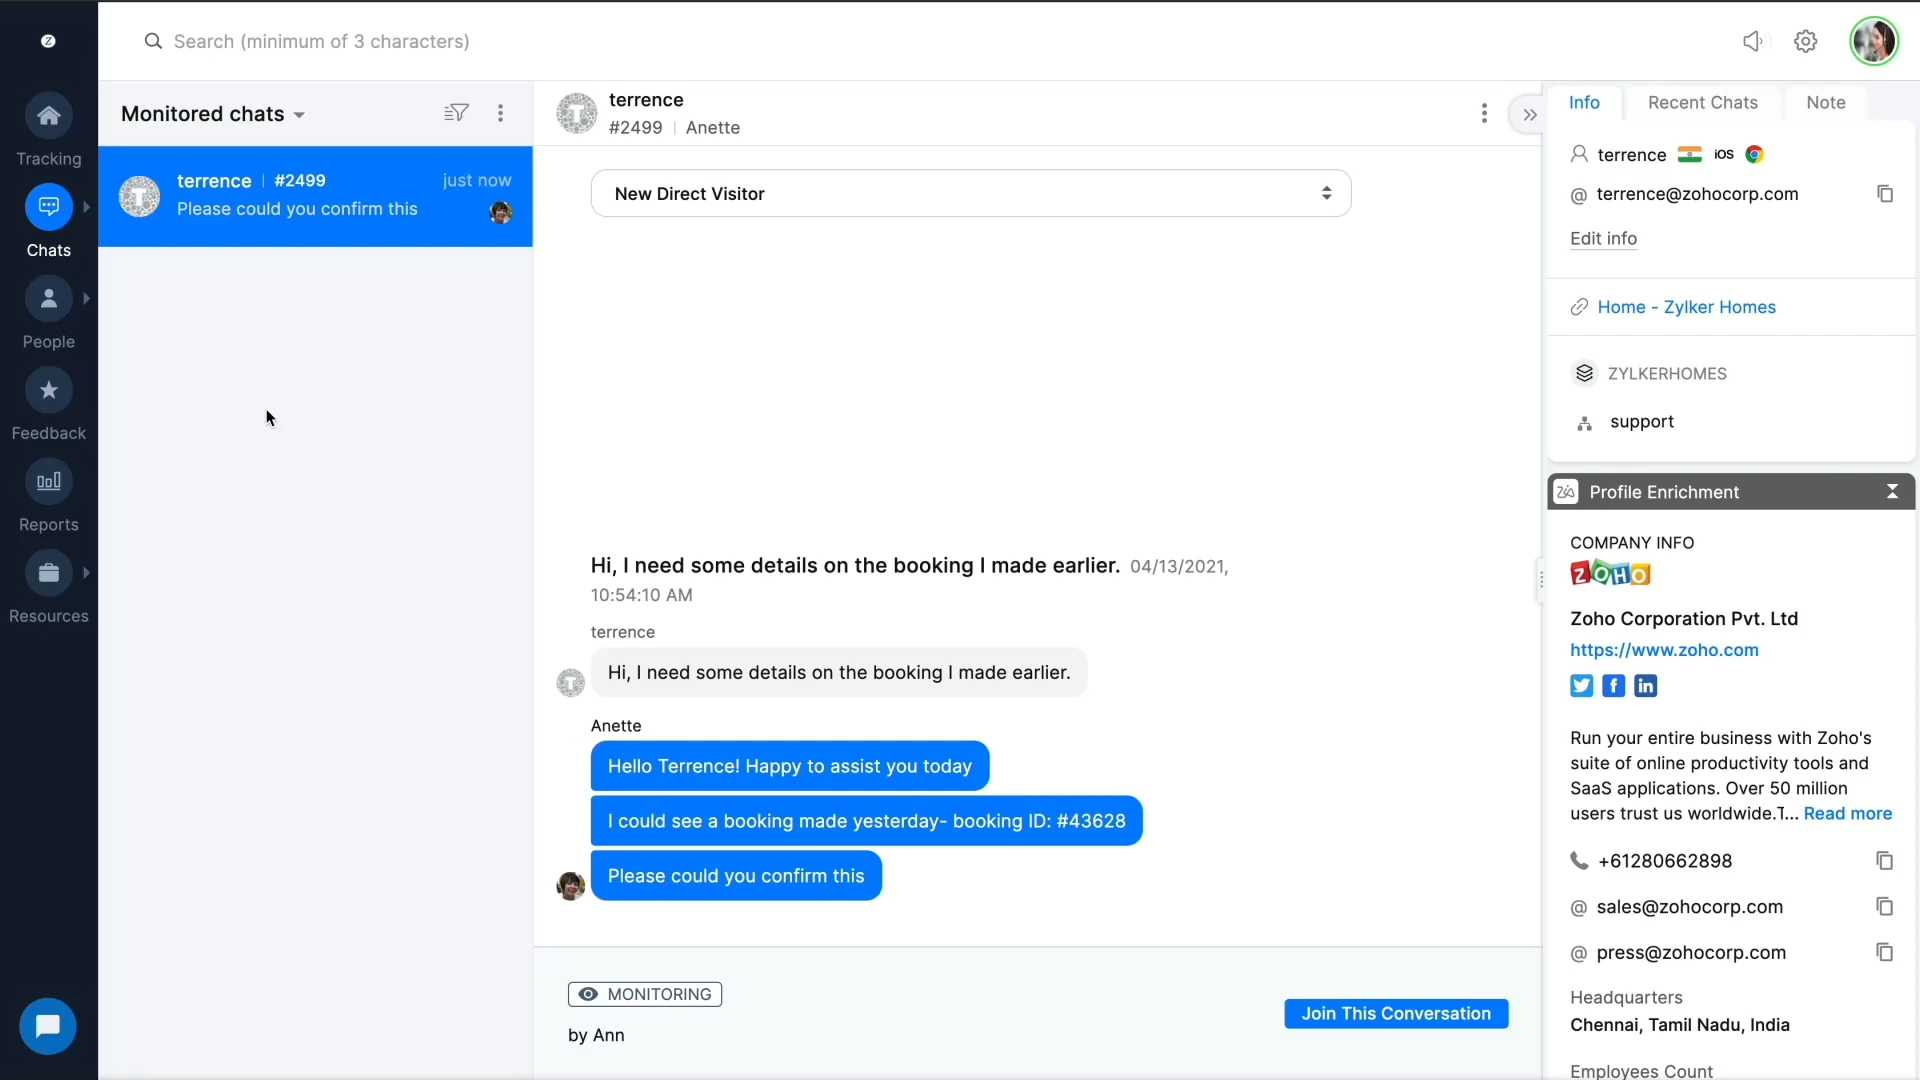 Search (minimum of 3 characters)
Tracking
Chats
People
Feedback
Reports
Resources
Monitored chats
terrence | #2499 just now
Please could you confirm this
terrence
#2499 | Anette
New Direct Visitor
Hi, I need some details on the booking I made earlier. 04/13/2021,
10:54:10 AM
terrence
Hi, I need some details on the booking I made earlier.
Anette
Hello Terrence! Happy to assist you today
I could see a booking made yesterday- booking ID: #43628
Please could you confirm this
MONITORING
by Ann
Join This Conversation
Info Recent Chats Note
terrence iOS
@ terrence@zohocorp.com
Edit info
Home - Zylker Homes
ZYLKERHOMES
support
Zia Profile Enrichment
COMPANY INFO
ZOHO
Zoho Corporation Pvt. Ltd
https://www.zoho.com
Run your entire business with Zoho's
suite of online productivity tools and
SaaS applications. Over 50 million
users trust us worldwide.T... Read more
+61280662898
@ sales@zohocorp.com
@ press@zohocorp.com
Headquarters
Chennai, Tamil Nadu, India
Employees Count